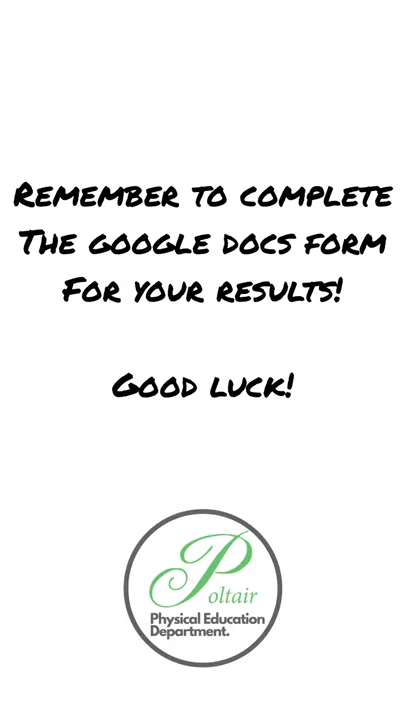 Remember to complete
The google docs form
For your results!
Good luck!
Poltair
Physical Education
Department.